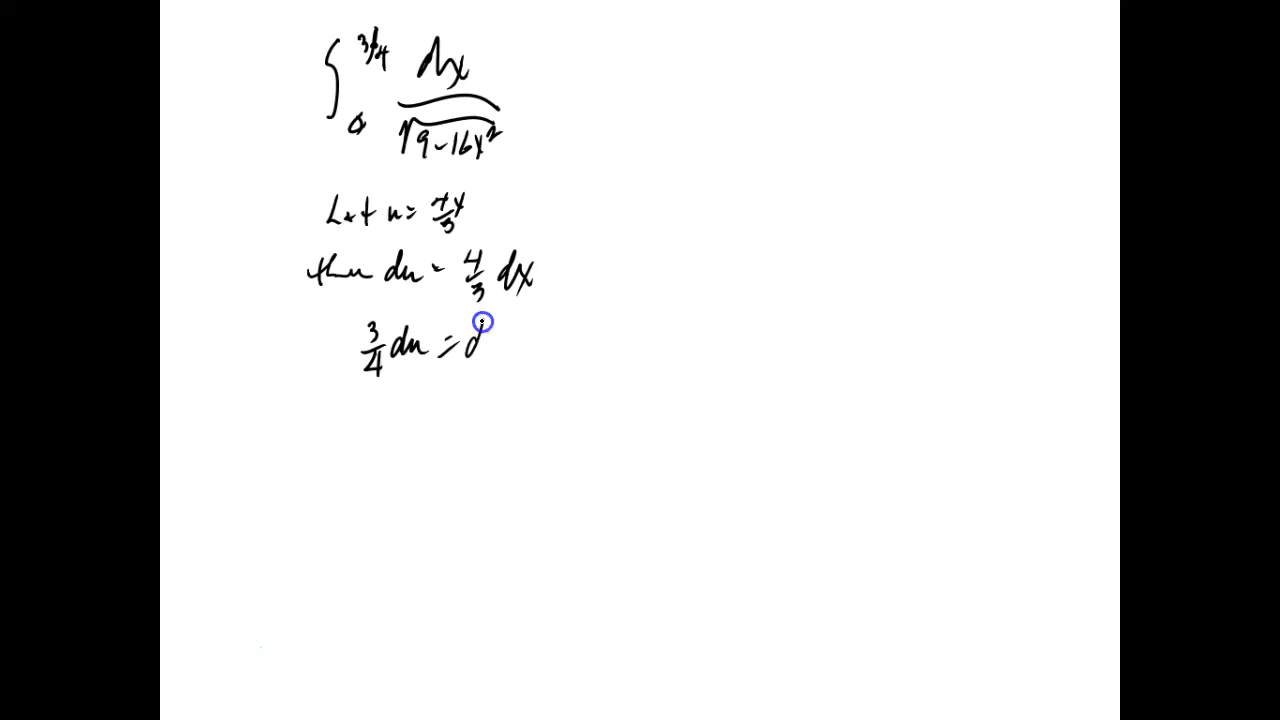 ∫₀^{3/4} dx / √(9-16x²)
Let u = 4/3 x
then du = 4/3 dx
3/4 du = d